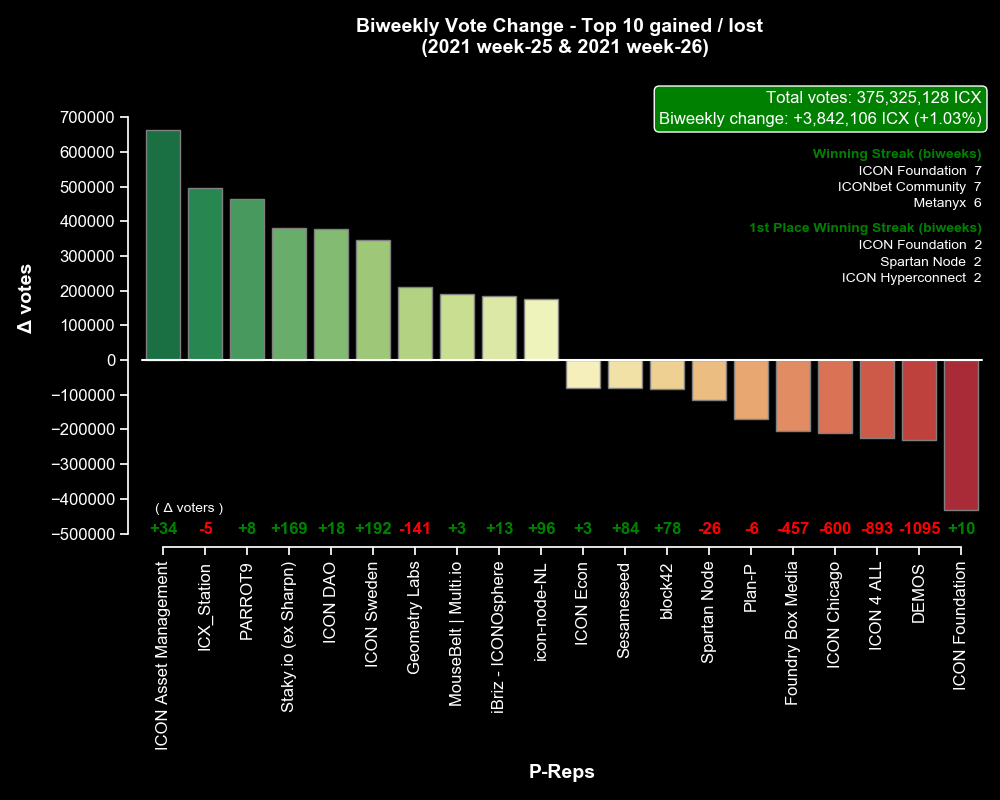 Biweekly Vote Change - Top 10 gained / lost
(2021 week-25 & 2021 week-26)
Total votes: 375,325,128 ICX
Biweekly change: +3,842,106 ICX (+1.03%)
Winning Streak (biweeks)
ICON Foundation 7
ICONbet Community 7
Metanyx 6
1st Place Winning Streak (biweeks)
ICON Foundation 2
Spartan Node 2
ICON Hyperconnect 2
Δ votes
700000
600000
500000
400000
300000
200000
100000
0
−100000
−200000
−300000
−400000
−500000
( Δ voters )
+34 -5 +8 +169 +18 +192 -141 +3 +13 +96 +3 +84 +78 -26 -6 -457 -600 -893 -1095 +10
ICON Asset Management
ICX_Station
PARROT9
Staky.io (ex Sharpn)
ICON DAO
ICON Sweden
Geometry Labs
MouseBelt | Multi.io
iBriz - ICONOsphere
icon-node-NL
ICON Econ
Sesameseed
block42
Spartan Node
Plan-P
Foundry Box Media
ICON Chicago
ICON 4 ALL
DEMOS
ICON Foundation
P-Reps